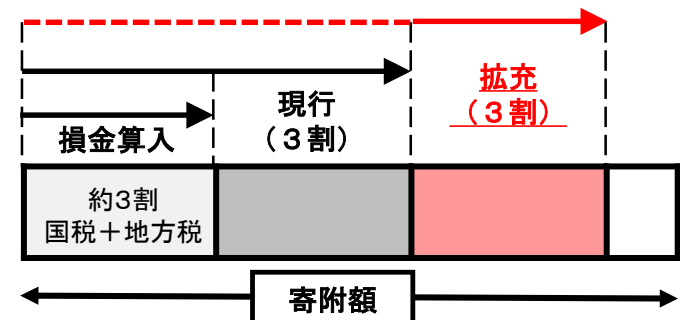 拡充
（３割）
現行
（３割）
損金算入
約3割
国税＋地方税
寄附額